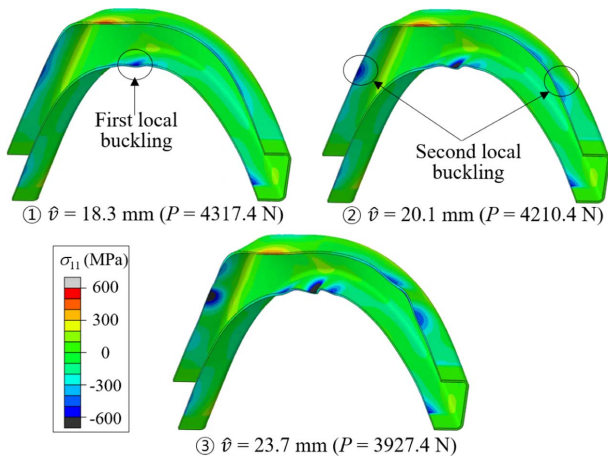 First local
buckling
Second local
buckling
① v̂ = 18.3 mm (P = 4317.4 N)
② v̂ = 20.1 mm (P = 4210.4 N)
σ₁₁ (MPa)
600
300
0
-300
-600
③ v̂ = 23.7 mm (P = 3927.4 N)